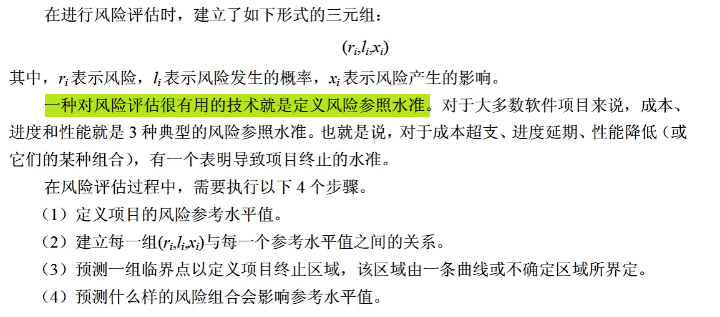 在进行风险评估时，建立了如下形式的三元组：
(ri,li,xi)
其中，ri表示风险，li表示风险发生的概率，xi表示风险产生的影响。
一种对风险评估很有用的技术就是定义风险参照水准。对于大多数软件项目来说，成本、
进度和性能就是 3 种典型的风险参照水准。也就是说，对于成本超支、进度延期、性能降低（或
它们的某种组合），有一个表明导致项目终止的水准。
在风险评估过程中，需要执行以下 4 个步骤。
（1）定义项目的风险参考水平值。
（2）建立每一组(ri,li,xi)与每一个参考水平值之间的关系。
（3）预测一组临界点以定义项目终止区域，该区域由一条曲线或不确定区域所界定。
（4）预测什么样的风险组合会影响参考水平值。